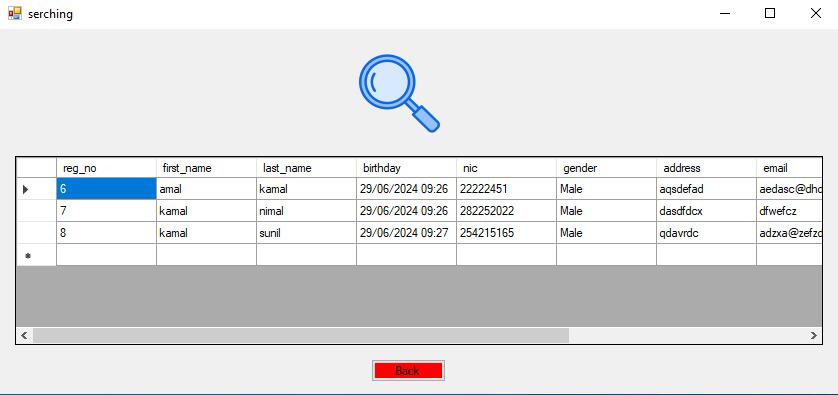 serching
reg_no first_name last_name birthday nic gender address email
6 amal kamal 29/06/2024 09:26 22222451 Male aqsdefad aedasc@dhd
7 kamal nimal 29/06/2024 09:26 282252022 Male dasdfdcx dfwefcz
8 kamal sunil 29/06/2024 09:27 254215165 Male qdavrdc adzxa@zefzd
Back